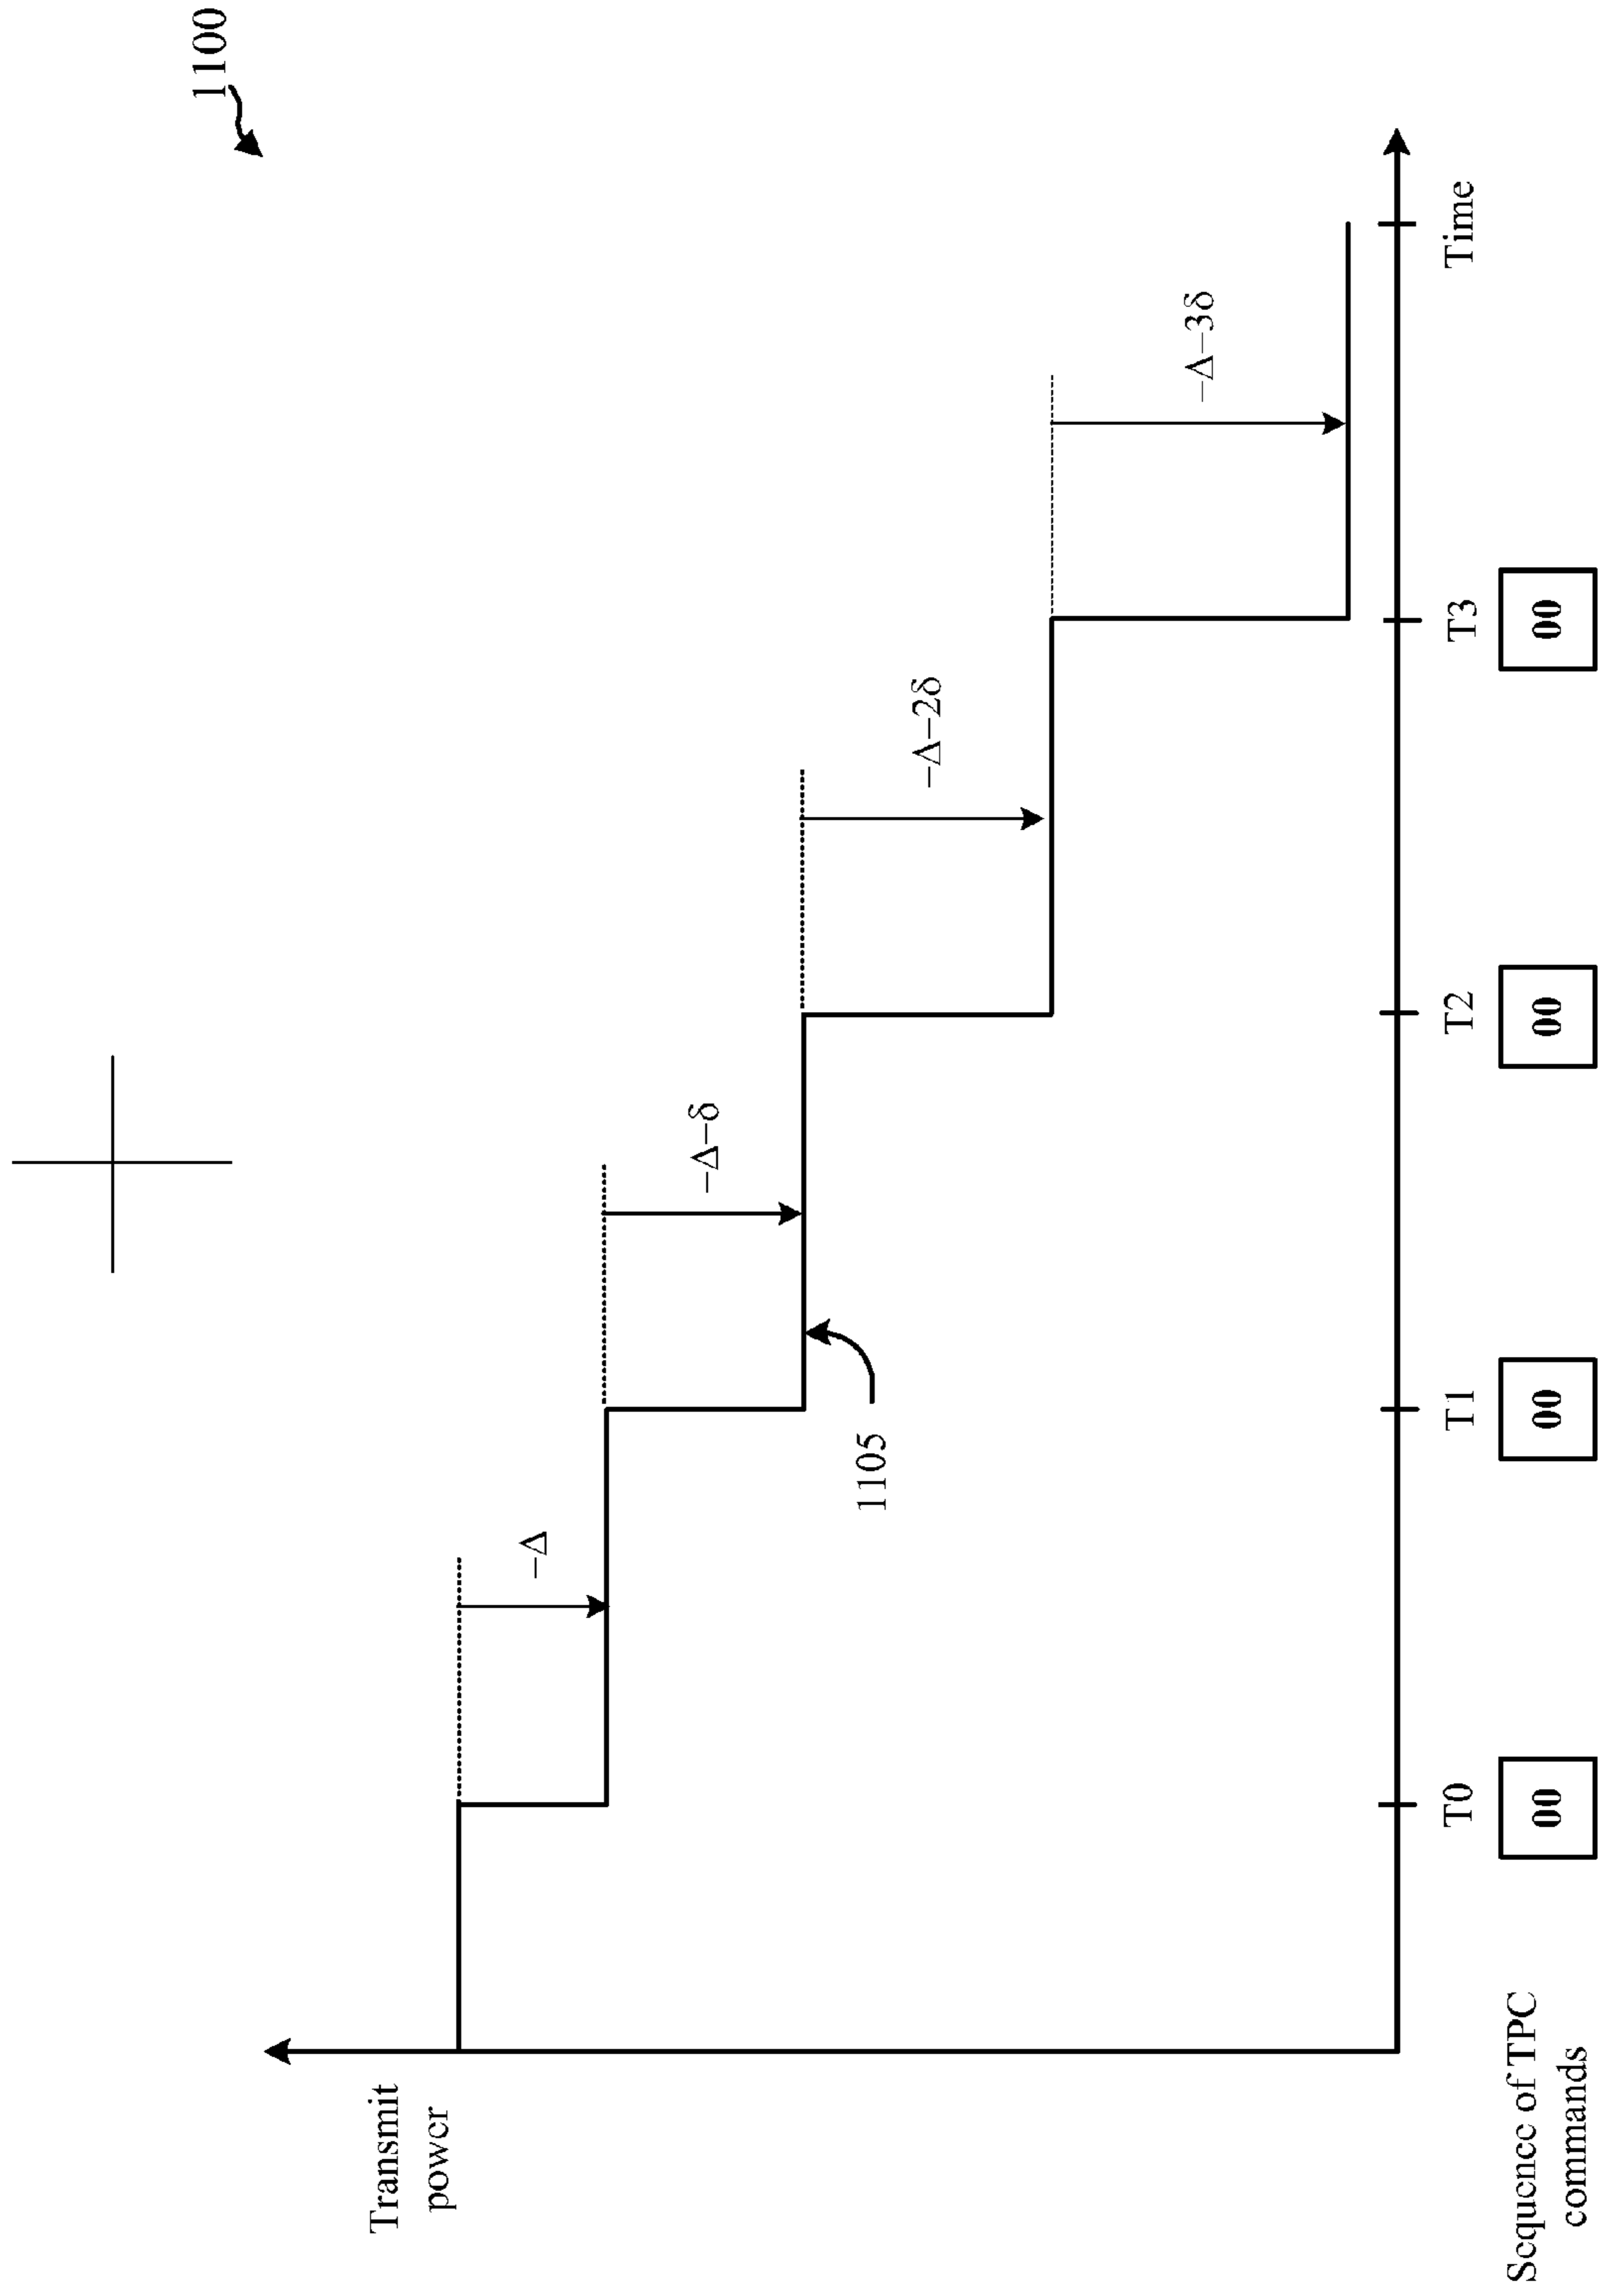 1100
Transmit
power
−Δ
−Δ−δ
−Δ−2δ
−Δ−3δ
1105
T0
T1
T2
T3
Time
Sequence of TPC
commands
00
00
00
00